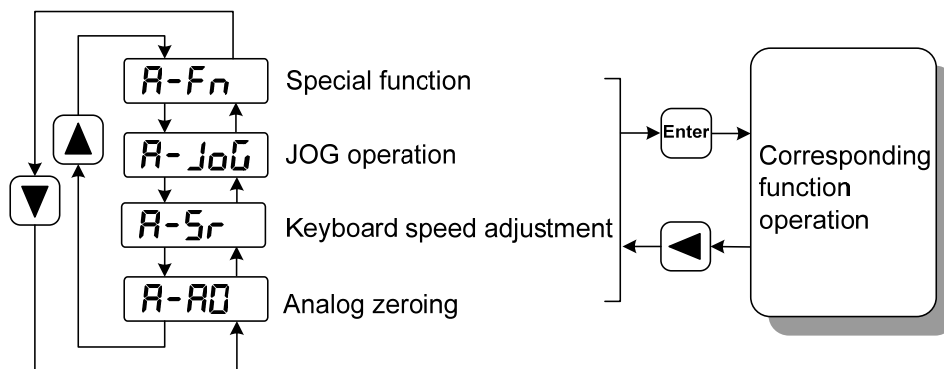 A-Fn Special function
Enter
A-JoG JOG operation
Corresponding
function
operation
A-Sr Keyboard speed adjustment
A-A0 Analog zeroing